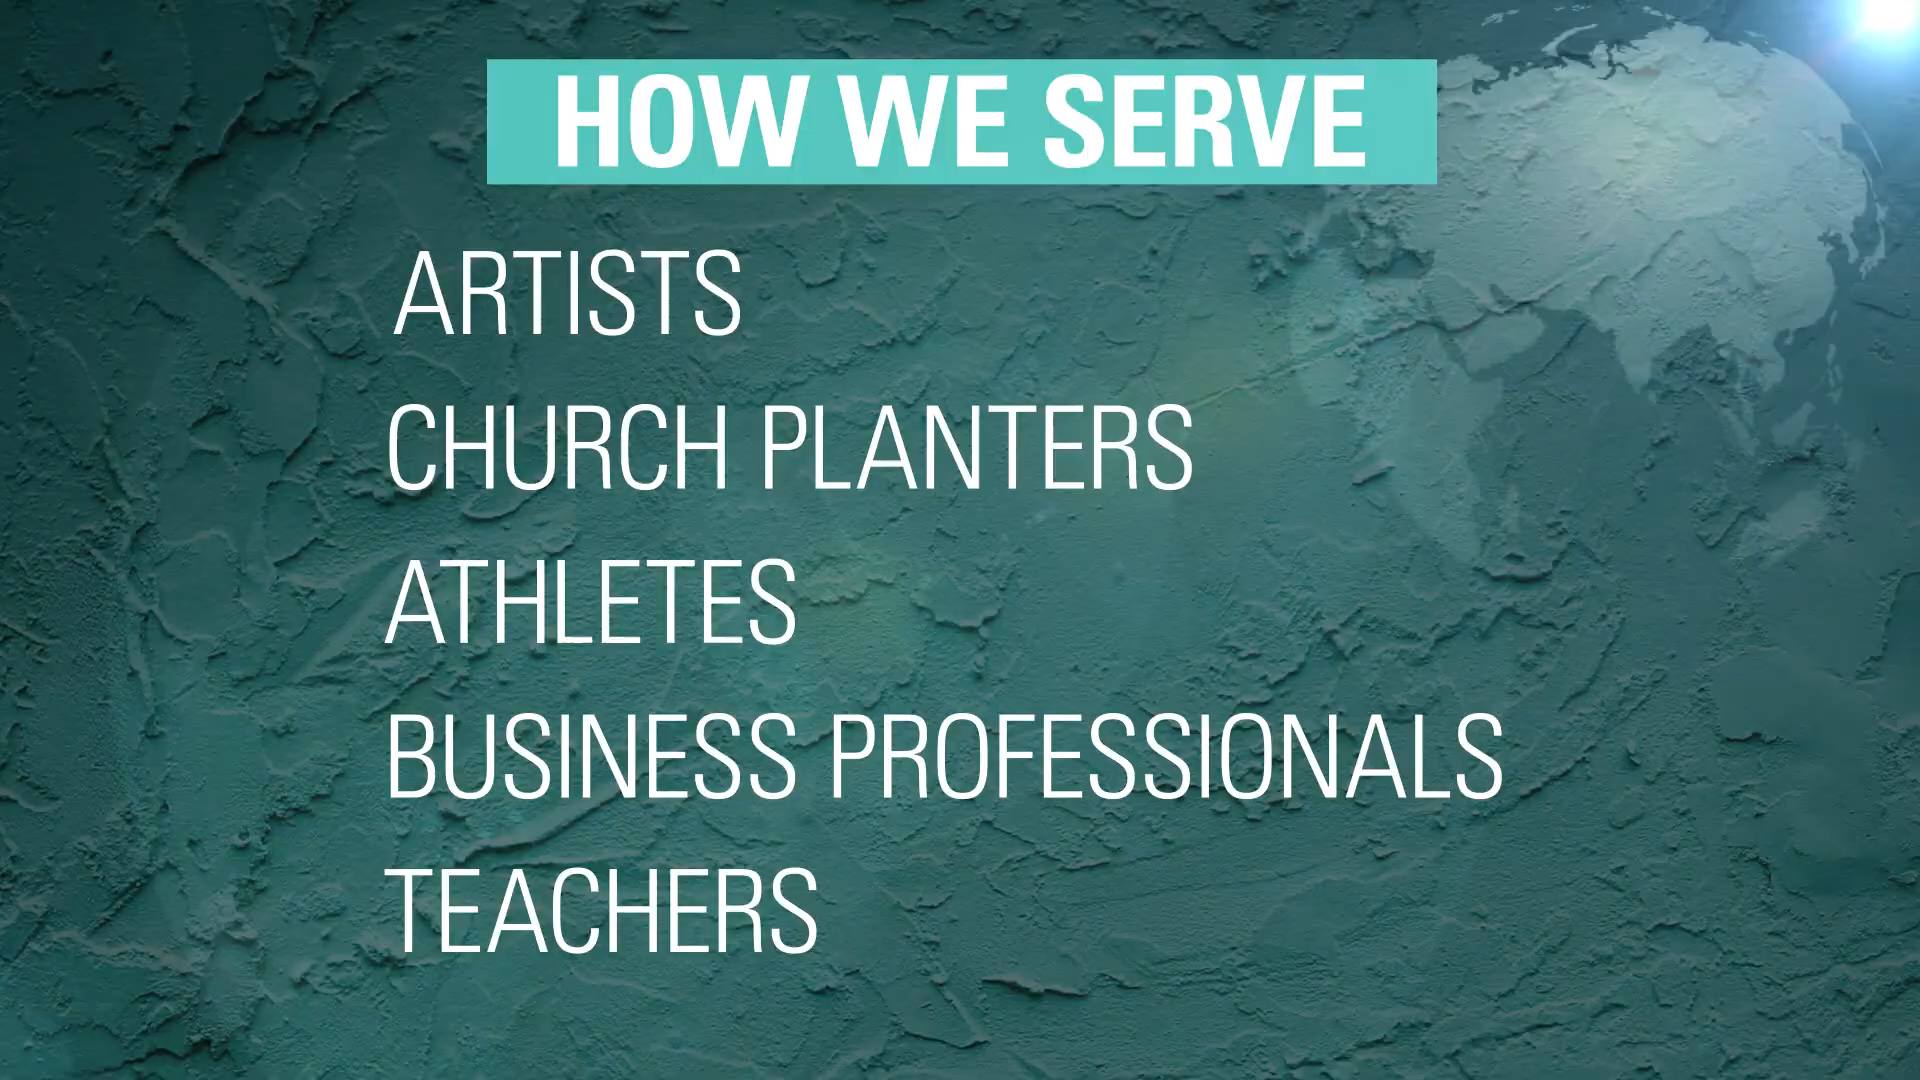 HOW WE SERVE
ARTISTS
CHURCH PLANTERS
ATHLETES
BUSINESS PROFESSIONALS
TEACHERS